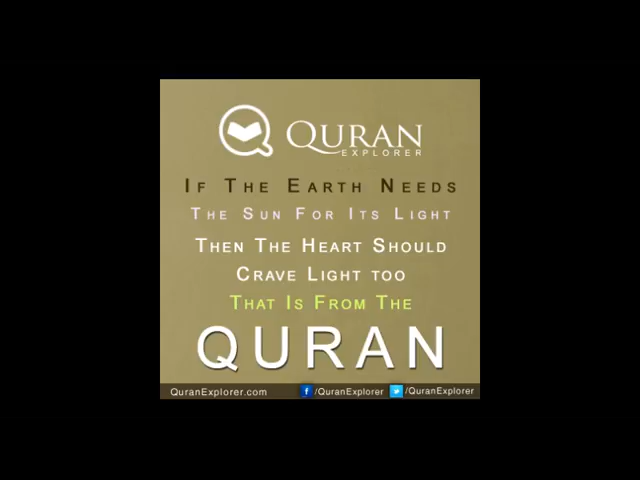 QURAN
EXPLORER
IF THE EARTH NEEDS
THE SUN FOR ITS LIGHT
THEN THE HEART SHOULD
CRAVE LIGHT TOO
THAT IS FROM THE
QURAN
QuranExplorer.com /QuranExplorer /QuranExplorer